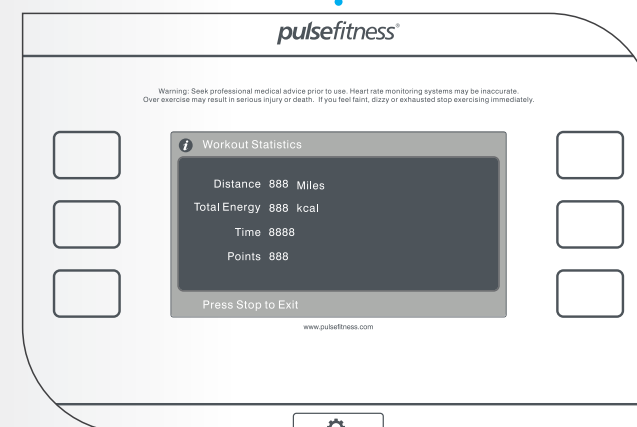 pulsefitness®
Warning: Seek professional medical advice prior to use. Heart rate monitoring systems may be inaccurate.
Over exercise may result in serious injury or death. If you feel faint, dizzy or exhausted stop exercising immediately.
i Workout Statistics
Distance 888 Miles
Total Energy 888 kcal
Time 8888
Points 888
Press Stop to Exit
www.pulsefitness.com